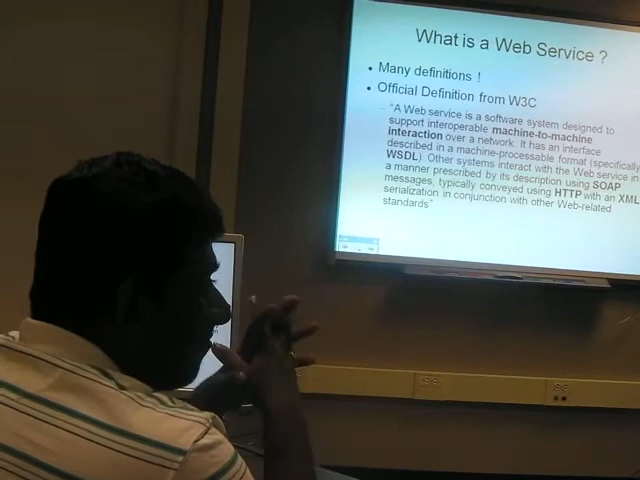 What is a Web Service ?
• Many definitions !
• Official Definition from W3C
– "A Web service is a software system designed to
support interoperable machine-to-machine
interaction over a network. It has an interface
described in a machine-processable format (specifically
WSDL). Other systems interact with the Web service in
a manner prescribed by its description using SOAP
messages, typically conveyed using HTTP with an XML
serialization in conjunction with other Web-related
standards"